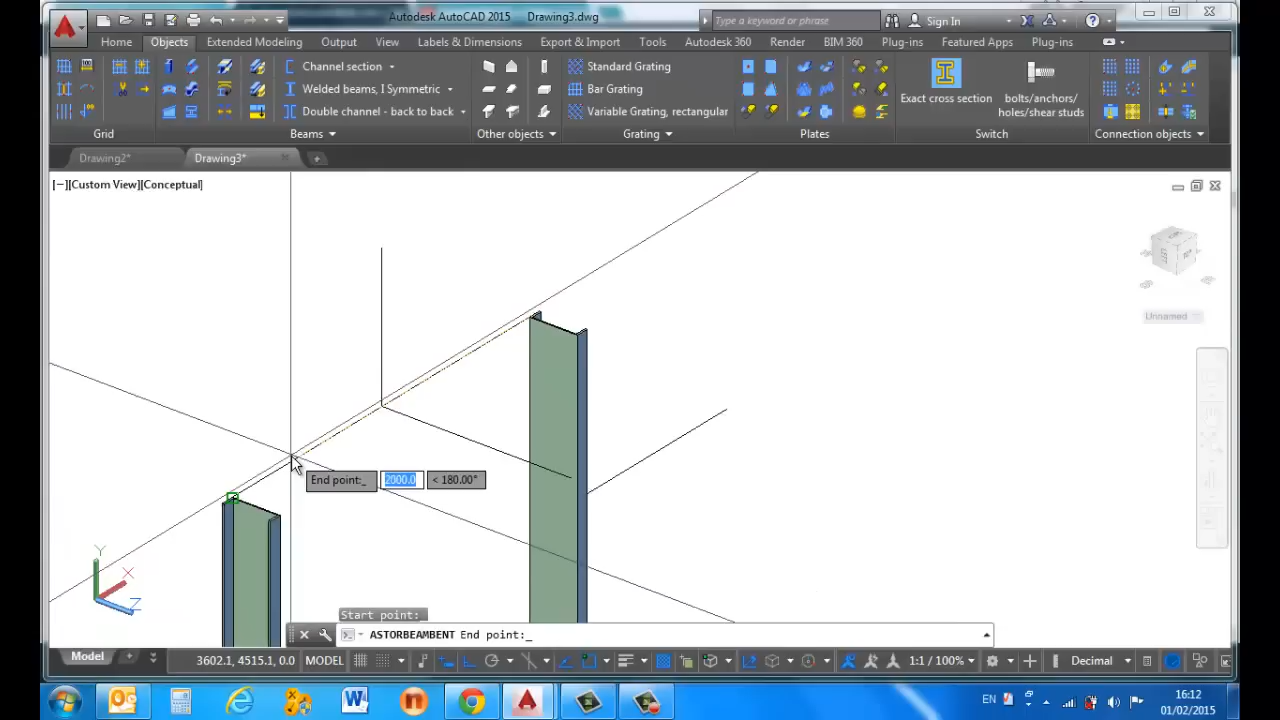 Autodesk AutoCAD 2015 Drawing3.dwg
Type a keyword or phrase
Sign In
Home Objects Extended Modeling Output View Labels & Dimensions Export & Import Tools Autodesk 360 Render BIM 360 Plug-ins Featured Apps Plug-ins
Channel section
Welded beams, I Symmetric
Double channel - back to back
Standard Grating
Bar Grating
Variable Grating, rectangular
Exact cross section
bolts/anchors/
holes/shear studs
Grid Beams Other objects Grating Plates Switch Connection objects
Drawing2* Drawing3*
[−][Custom View][Conceptual]
Unnamed
End point: 2000.0 < 180.00°
Y
X
Z
Start point:
ASTORBEAMBENT End point:
Model
3602.1, 4515.1, 0.0 MODEL 1:1 / 100% Decimal
EN 16:12
01/02/2015